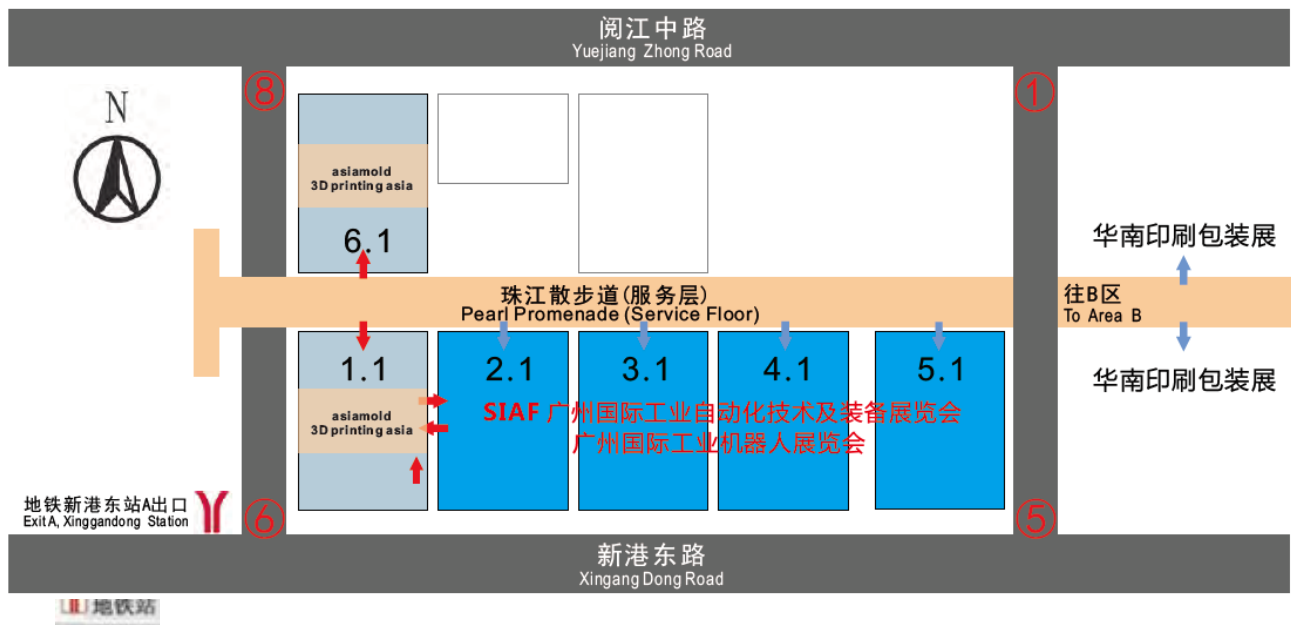 阅江中路
Yuejiang Zhong Road
⑧
①
N
asiamold
3D printing asia
6.1
华南印刷包装展
珠江散步道(服务层)
Pearl Promenade (Service Floor)
往B区
To Area B
1.1
2.1
3.1
4.1
5.1
华南印刷包装展
asiamold
3D printing asia
SIAF 广州国际工业自动化技术及装备展览会
广州国际工业机器人展览会
地铁新港东站A出口
Exit A, Xinggandong Station
⑥
⑤
新港东路
Xingang Dong Road
地铁站